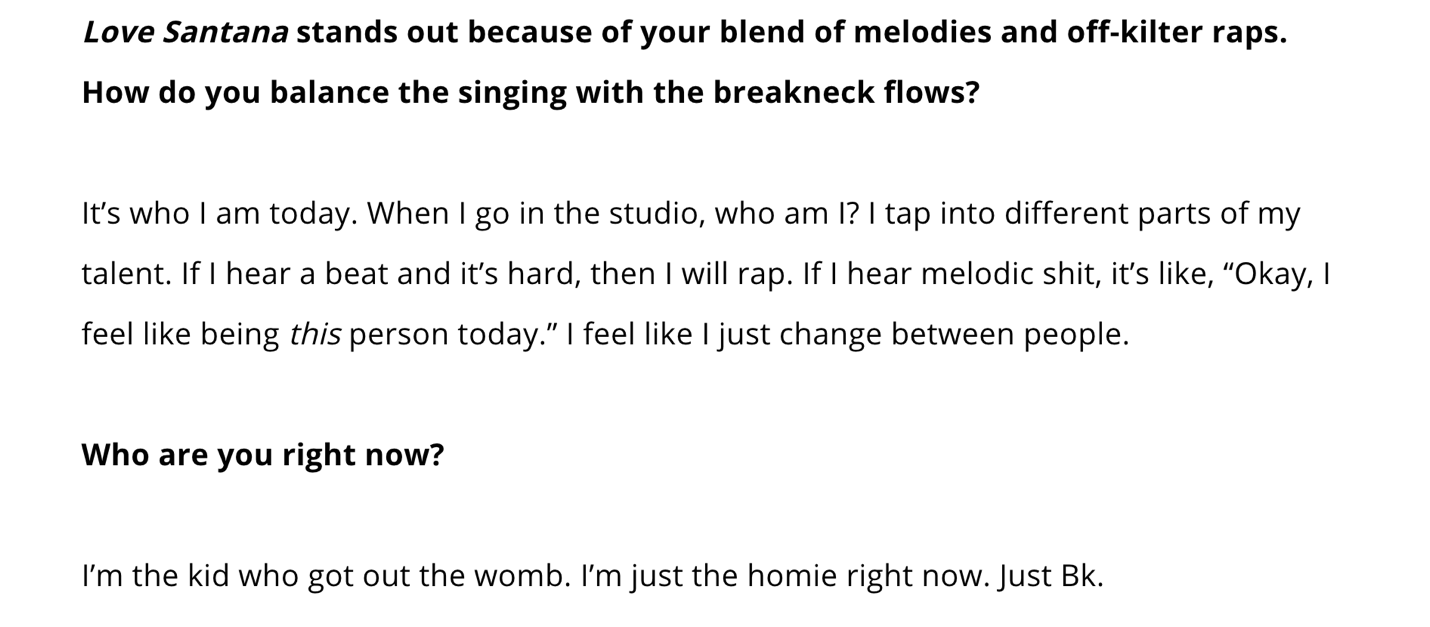 Love Santana stands out because of your blend of melodies and off-kilter raps.
How do you balance the singing with the breakneck flows?
It’s who I am today. When I go in the studio, who am I? I tap into different parts of my
talent. If I hear a beat and it’s hard, then I will rap. If I hear melodic shit, it’s like, “Okay, I
feel like being this person today.” I feel like I just change between people.
Who are you right now?
I’m the kid who got out the womb. I’m just the homie right now. Just Bk.